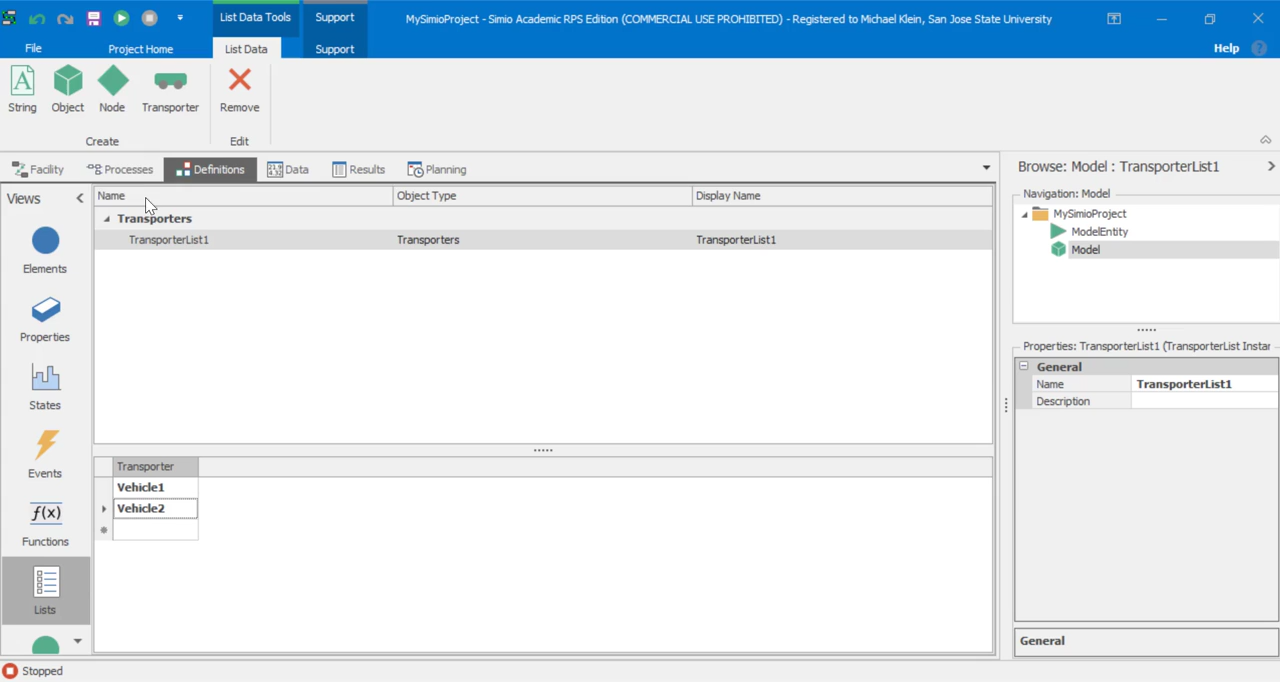 List Data Tools
Support
MySimioProject - Simio Academic RPS Edition (COMMERCIAL USE PROHIBITED) - Registered to Michael Klein, San Jose State University
File
Project Home
List Data
Support
Help ?
A
String
Object
Node
Transporter
Remove
Create
Edit
Facility
Processes
Definitions
Data
Results
Planning
Browse: Model : TransporterList1
Views
Name
Object Type
Display Name
Transporters
TransporterList1
Transporters
TransporterList1
Navigation: Model
MySimioProject
ModelEntity
Model
Elements
Properties
States
Events
f(x)
Functions
Lists
Properties: TransporterList1 (TransporterList Instar
General
Name
TransporterList1
Description
Transporter
Vehicle1
Vehicle2
General
Stopped